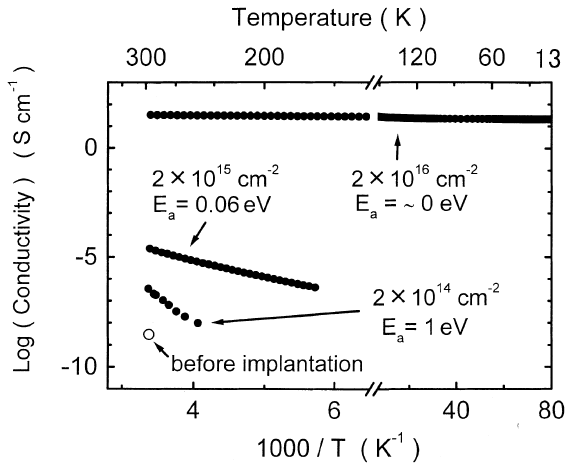 Temperature ( K )
300 200 120 60 13
Log ( Conductivity ) ( S cm⁻¹ )
0
-5
-10
2 × 10¹⁵ cm⁻²
Eₐ = 0.06 eV
2 × 10¹⁶ cm⁻²
Eₐ = ~ 0 eV
2 × 10¹⁴ cm⁻²
Eₐ= 1 eV
before implantation
4 6 40 80
1000 / T ( K⁻¹ )